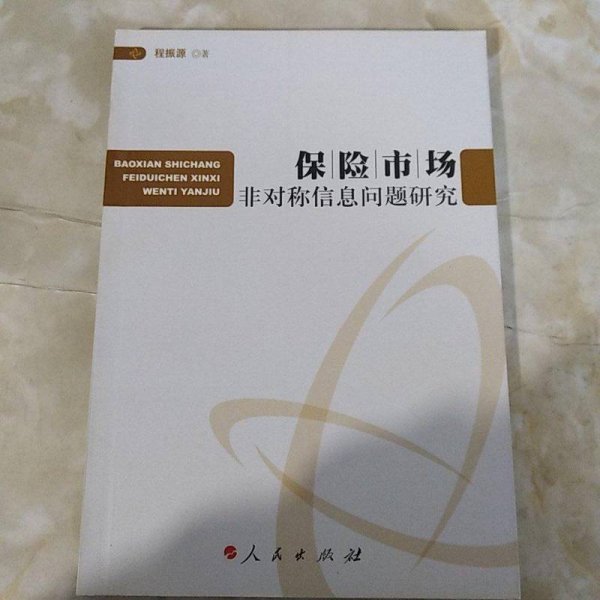 程振源 ◎著
BAOXIAN SHICHANG
FEIDUICHEN XINXI
WENTI YANJIU
保|险|市|场
非对称信息问题研究
人民出版社